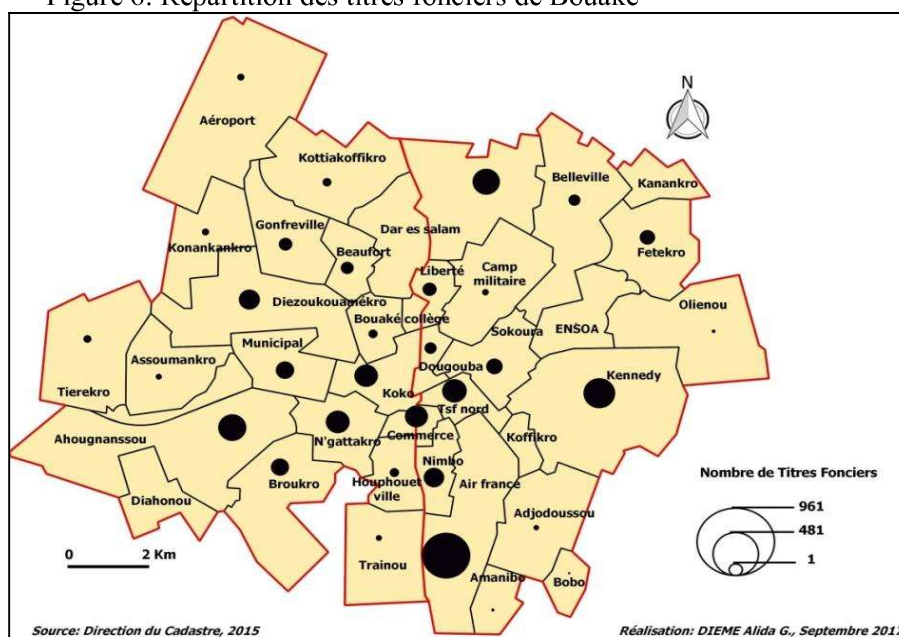 Figure 6: Répartition des titres fonciers de Bouaké
N
Aéroport
Kottiakoffikro
Belleville
Kanankro
Gonfreville
Dar es salam
Konankankro
Beaufort
Fetekro
Liberté
Camp
militaire
Diezoukouamékro
Olienou
Bouaké collège
Sokoura
ENSOA
Municipal
Assoumankro
Dougouba
Kennedy
Tierekro
Koko
Tsf nord
Ahougnanssou
N'gattakro
Commerce
Koffikro
Nimbo
Broukro
Houphouet
ville
Air france
Diahonou
Adjodoussou
Trainou
Amanibo
Bobo
Nombre de Titres Fonciers
961
481
1
0 2 Km
Source: Direction du Cadastre, 2015
Réalisation: DIEME Alida G., Septembre 2017